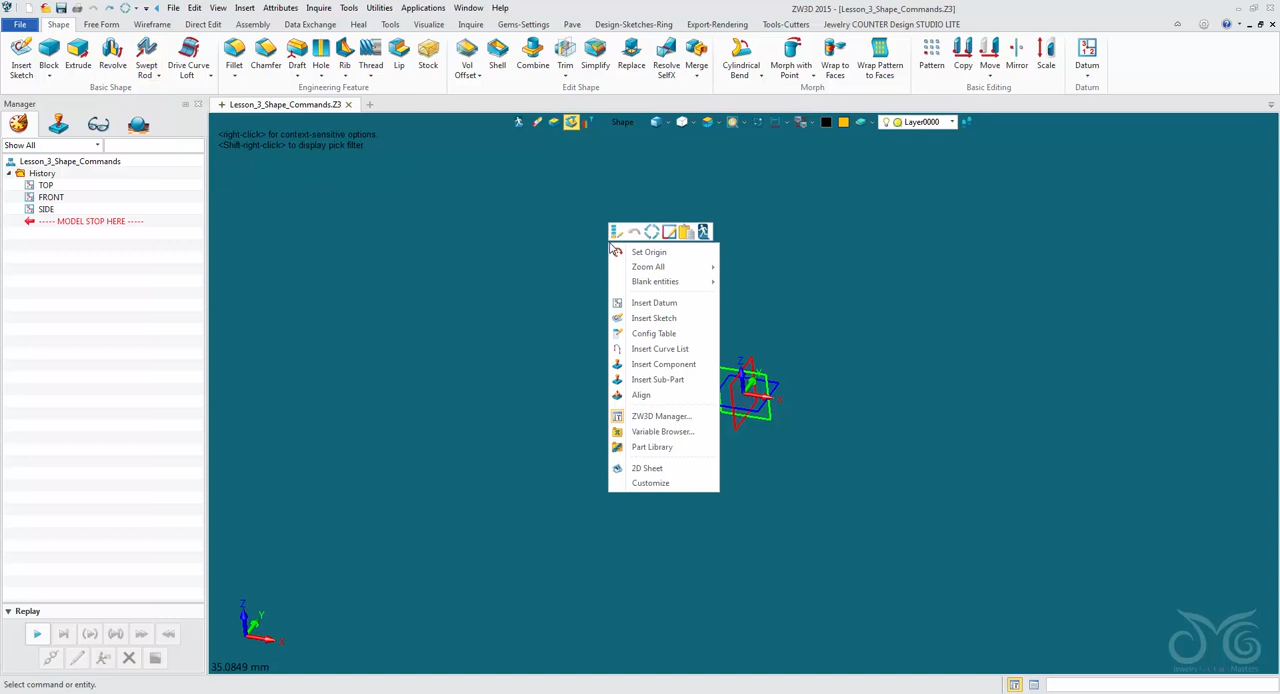 File Edit View Insert Attributes Inquire Tools Utilities Applications Window Help
ZW3D 2015 - [Lesson_3_Shape_Commands.Z3]
File Shape Free Form Wireframe Direct Edit Assembly Data Exchange Heal Tools Visualize Inquire Gems-Settings Pave Design-Sketches-Ring Export-Rendering Tools-Cutters Jewelry COUNTER Design STUDIO LITE
Insert Sketch Block Extrude Revolve Swept Rod Drive Curve Loft Fillet Chamfer Draft Hole Rib Thread Lip Stock Vol Offset Shell Combine Trim Simplify Replace Resolve SelfX Merge Cylindrical Bend Morph with Point Wrap to Faces Wrap Pattern to Faces Pattern Copy Move Mirror Scale Datum
Basic Shape Engineering Feature Edit Shape Morph Basic Editing Datum
Manager
Lesson_3_Shape_Commands.Z3
Shape
Layer0000
<right-click> for context-sensitive options.
<Shift-right-click> to display pick filter.
Show All
Lesson_3_Shape_Commands
History
TOP
FRONT
SIDE
----- MODEL STOP HERE -----
Set Origin
Zoom All
Blank entities
Insert Datum
Insert Sketch
Config Table
Insert Curve List
Insert Component
Insert Sub-Part
Align
ZW3D Manager...
Variable Browser...
Part Library
2D Sheet
Customize
Z
Y
X
Z
Y
X
Replay
35.0849 mm
Select command or entity.